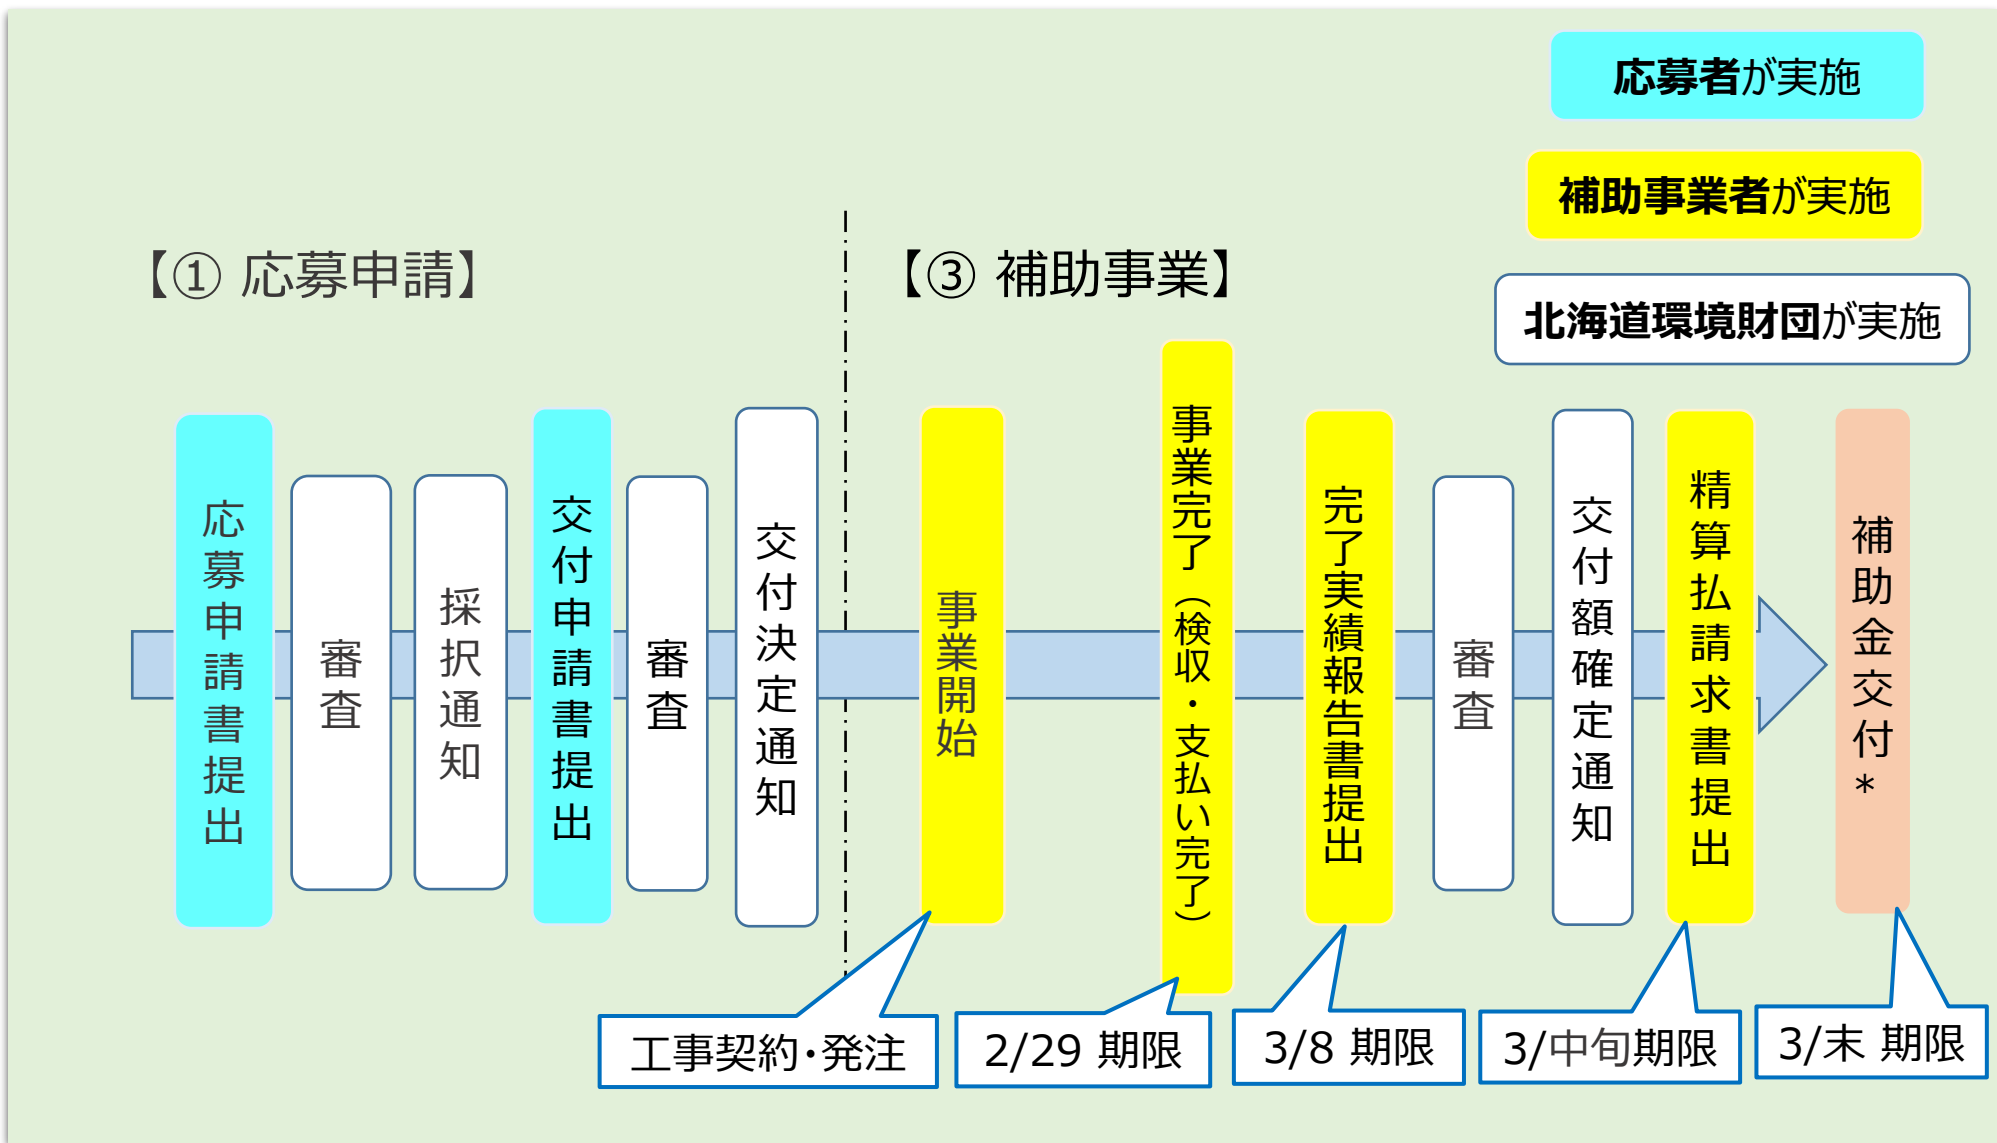 応募者が実施
補助事業者が実施
北海道環境財団が実施
【① 応募申請】
【③ 補助事業】
応募申請書提出
審査
採択通知
交付申請書提出
審査
交付決定通知
事業開始
事業完了（検収・支払い完了）
完了実績報告書提出
審査
交付額確定通知
精算払請求書提出
補助金交付*
工事契約・発注
2/29 期限
3/8 期限
3/中旬期限
3/末 期限